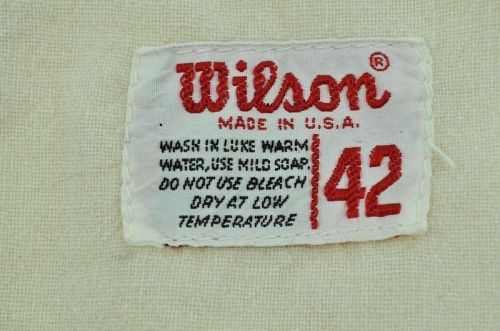 Wilson®
MADE IN U.S.A.
WASH IN LUKE WARM
WATER, USE MILD SOAP.
DO NOT USE BLEACH
DRY AT LOW
TEMPERATURE
42